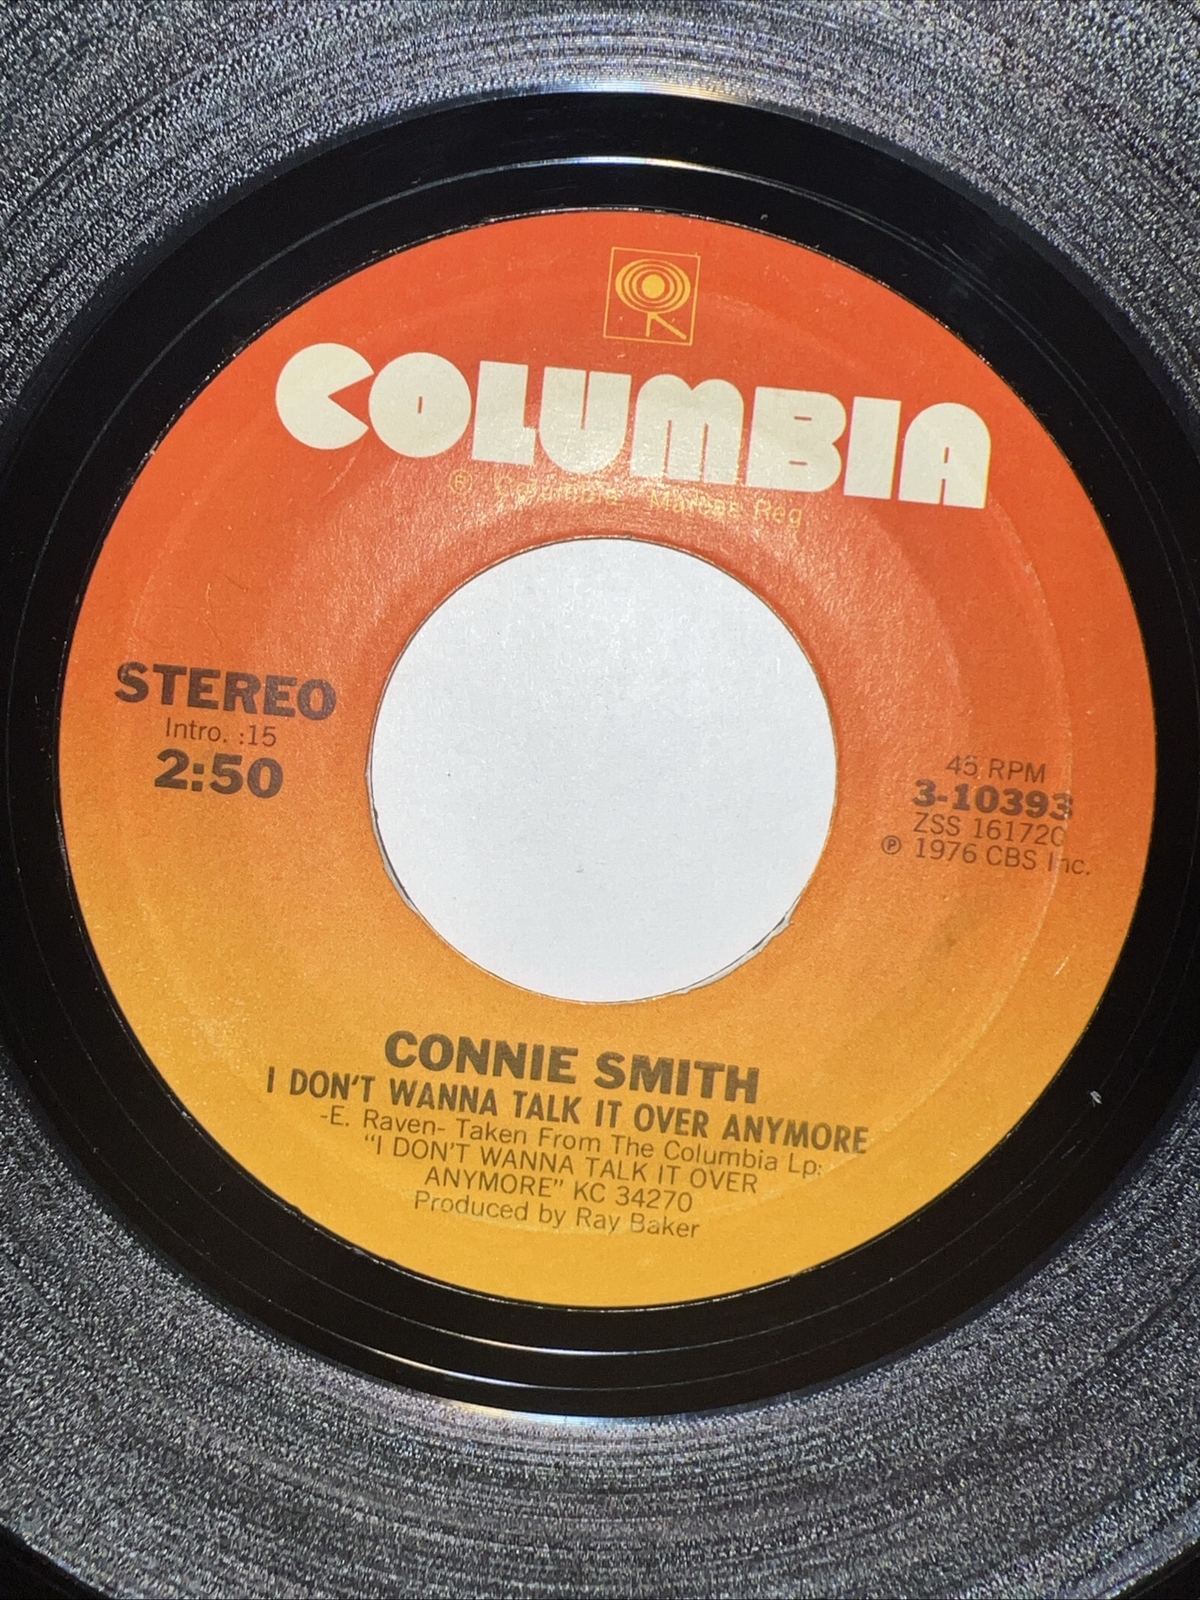 COLUMBIA
® Columbia, Marcas Reg
STEREO
Intro. :15
2:50
45 RPM
3-10393
ZSS 161720
℗ 1976 CBS Inc.
CONNIE SMITH
I DON'T WANNA TALK IT OVER ANYMORE
-E. Raven- Taken From The Columbia Lp:
"I DON'T WANNA TALK IT OVER
ANYMORE" KC 34270
Produced by Ray Baker